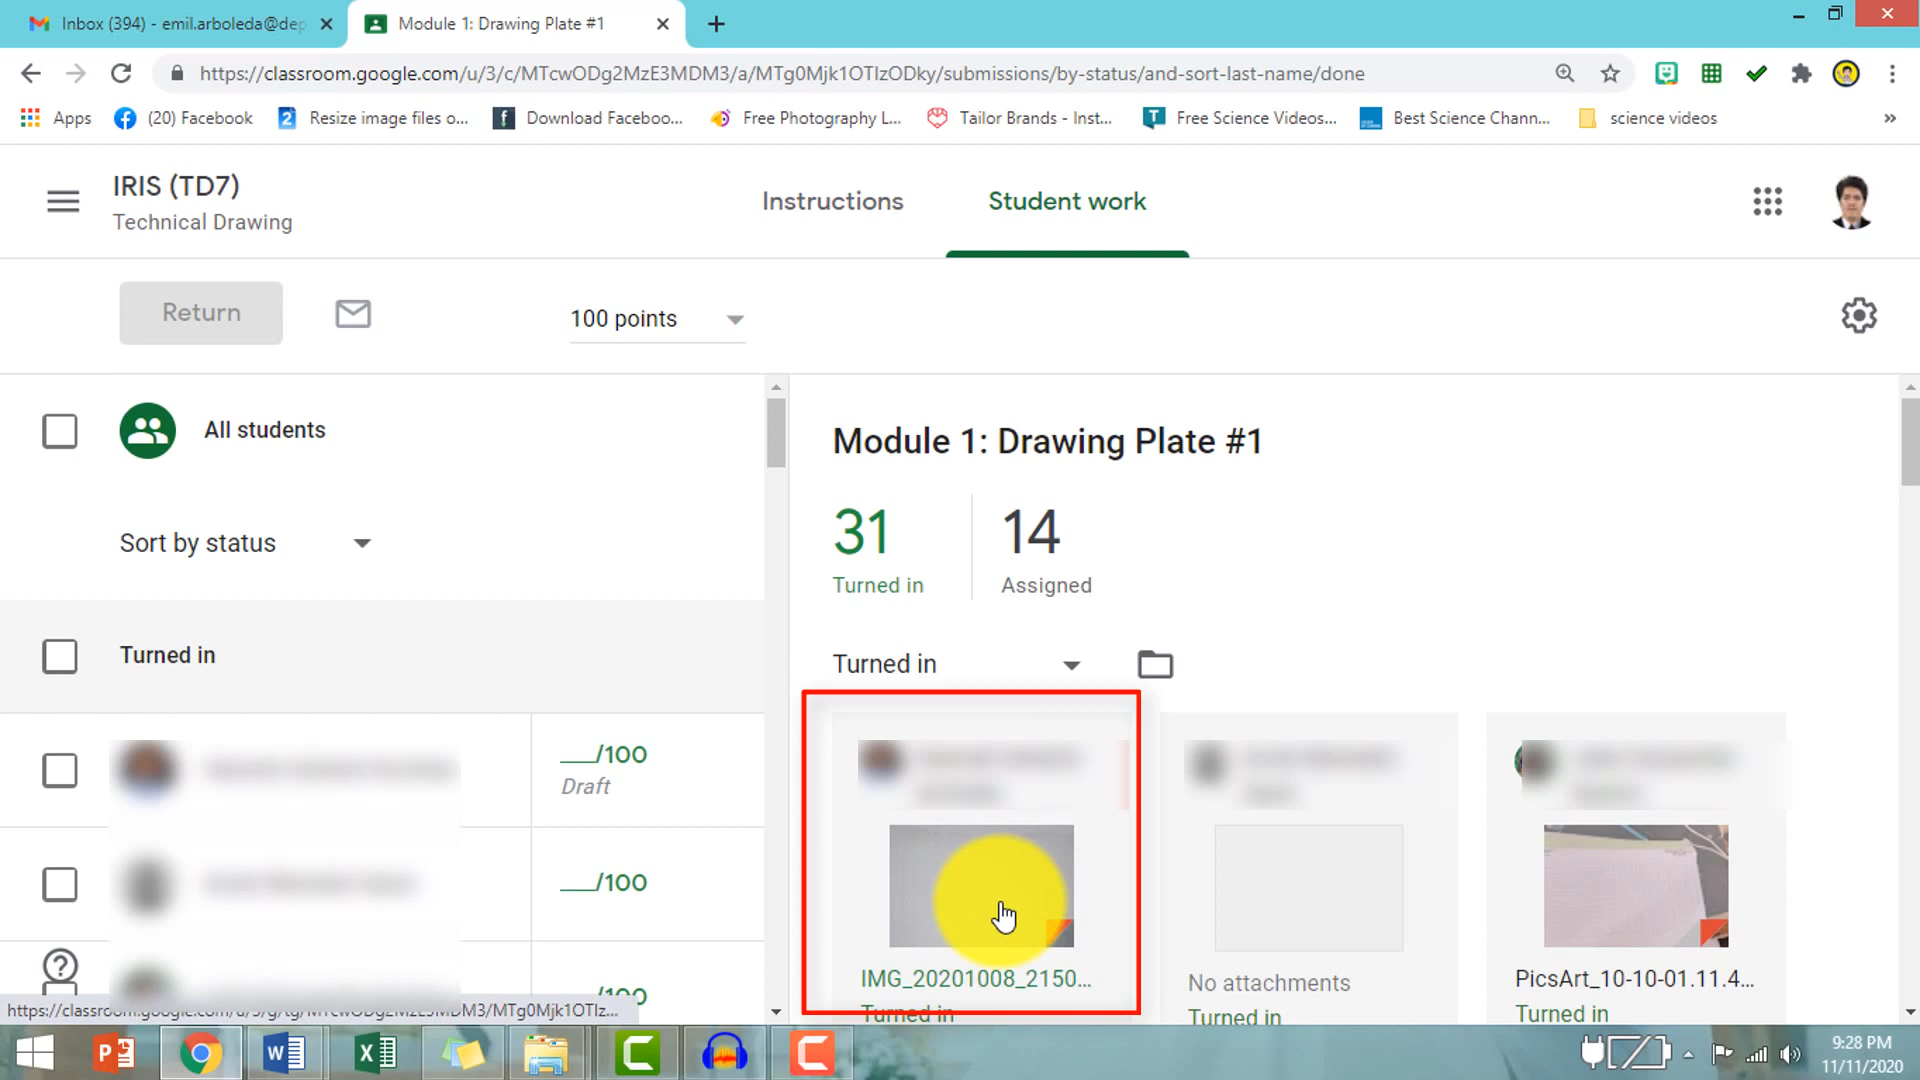 Inbox (394) - emil.arboleda@dep
Module 1: Drawing Plate #1
https://classroom.google.com/u/3/c/MTcwODg2MzE3MDM3/a/MTg0Mjk1OTIzODky/submissions/by-status/and-sort-last-name/done
Apps
(20) Facebook
Resize image files o...
Download Faceboo...
Free Photography L...
Tailor Brands - Inst...
Free Science Videos...
Best Science Chann...
science videos
IRIS (TD7)
Technical Drawing
Instructions
Student work
Return
100 points
All students
Sort by status
Turned in
___/100
Draft
___/100
Module 1: Drawing Plate #1
31
Turned in
14
Assigned
Turned in
IMG_20201008_2150...
Turned in
No attachments
Turned in
PicsArt_10-10-01.11.4...
Turned in
9:28 PM
11/11/2020